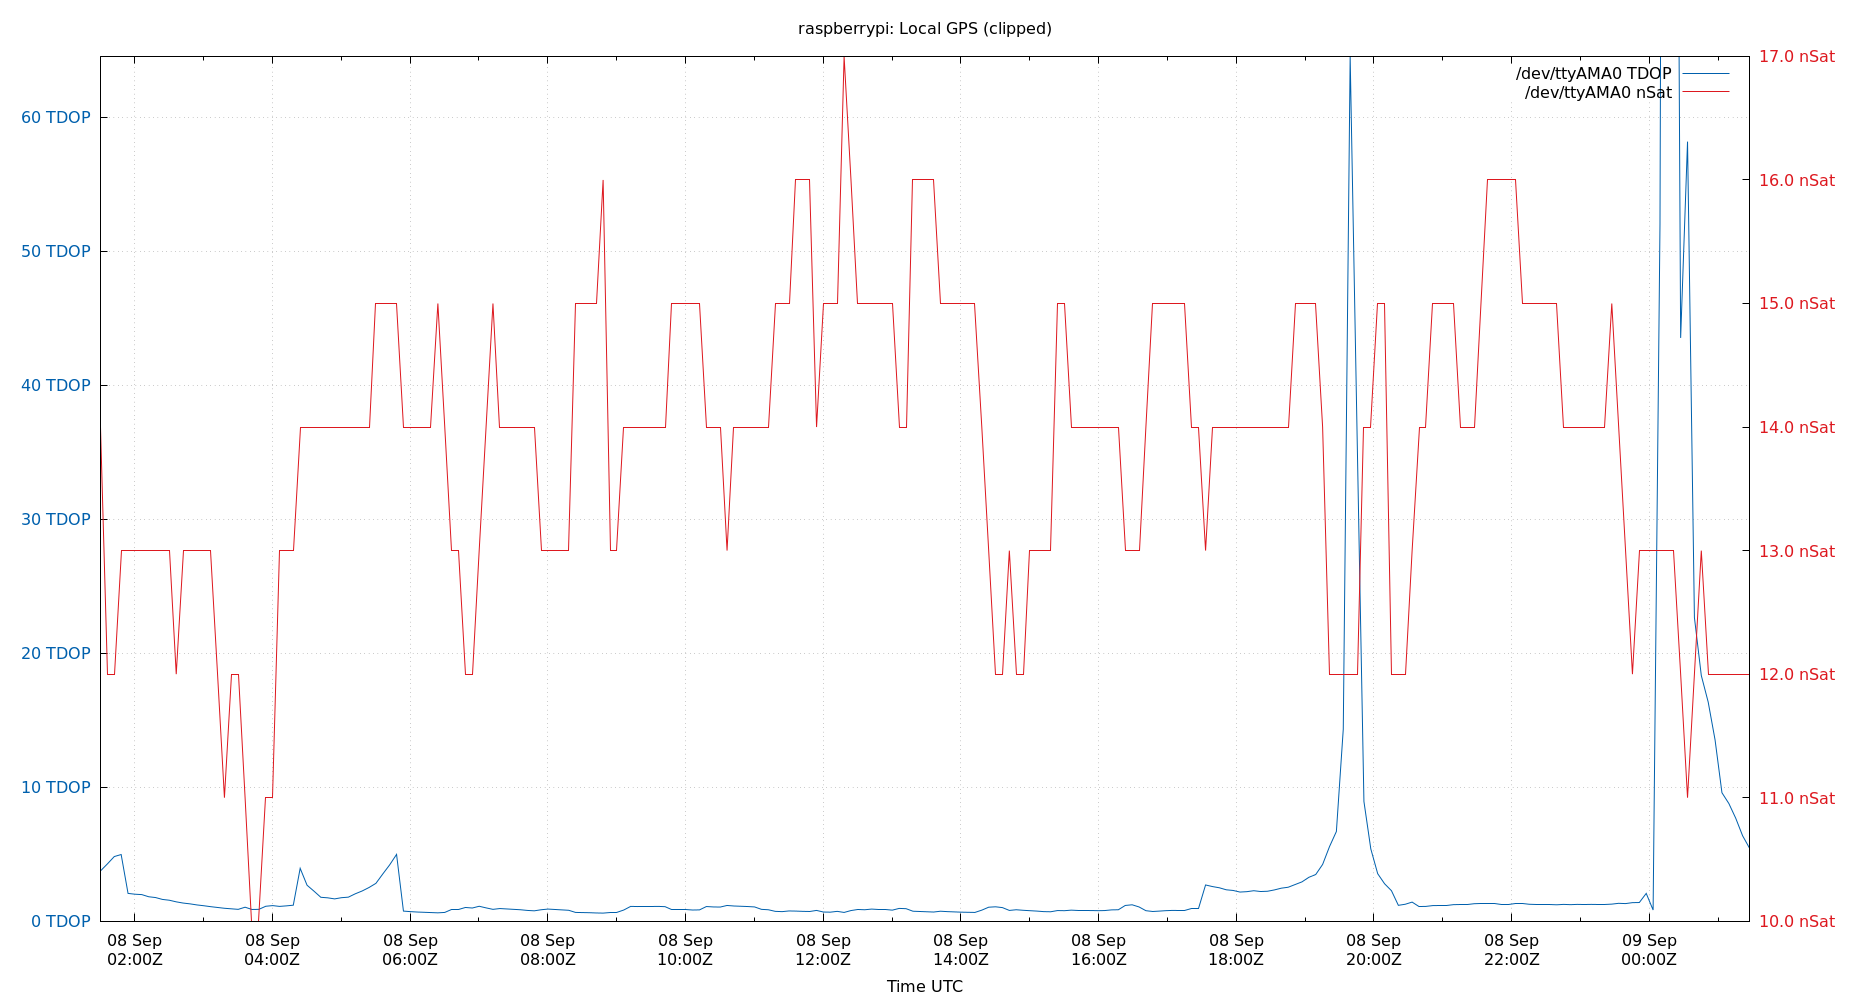 raspberrypi: Local GPS (clipped)
/dev/ttyAMA0 TDOP
/dev/ttyAMA0 nSat
60 TDOP
50 TDOP
40 TDOP
30 TDOP
20 TDOP
10 TDOP
0 TDOP
17.0 nSat
16.0 nSat
15.0 nSat
14.0 nSat
13.0 nSat
12.0 nSat
11.0 nSat
10.0 nSat
08 Sep 08 Sep 08 Sep 08 Sep 08 Sep 08 Sep 08 Sep 08 Sep 08 Sep 08 Sep 08 Sep 09 Sep
02:00Z 04:00Z 06:00Z 08:00Z 10:00Z 12:00Z 14:00Z 16:00Z 18:00Z 20:00Z 22:00Z 00:00Z
Time UTC